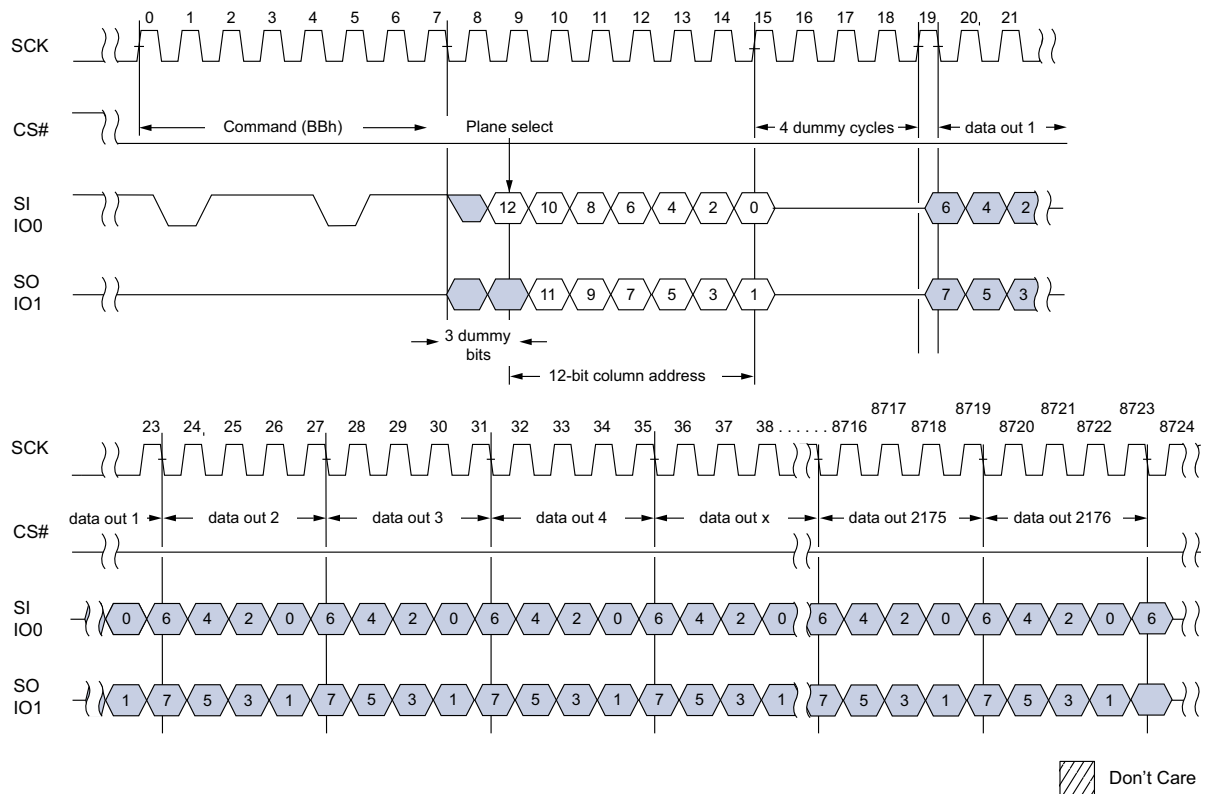 0 1 2 3 4 5 6 7 8 9 10 11 12 13 14 15 16 17 18 19 20, 21
SCK
CS#
Command (BBh)
Plane select
4 dummy cycles
data out 1
SI
IO0
12 10 8 6 4 2 0 6 4 2
SO
IO1
11 9 7 5 3 1 7 5 3
3 dummy
bits
12-bit column address
8717 8719 8721 8723
23 24, 25 26 27 28 29 30 31 32 33 34 35 36 37 38 . . . . . . 8716 8718 8720 8722 8724
SCK
data out 1 data out 2 data out 3 data out 4 data out x data out 2175 data out 2176
CS#
SI
IO0
0 6 4 2 0 6 4 2 0 6 4 2 0 6 4 2 0 6 4 2 0 6 4 2 0 6
SO
IO1
1 7 5 3 1 7 5 3 1 7 5 3 1 7 5 3 1 7 5 3 1 7 5 3 1
Don't Care